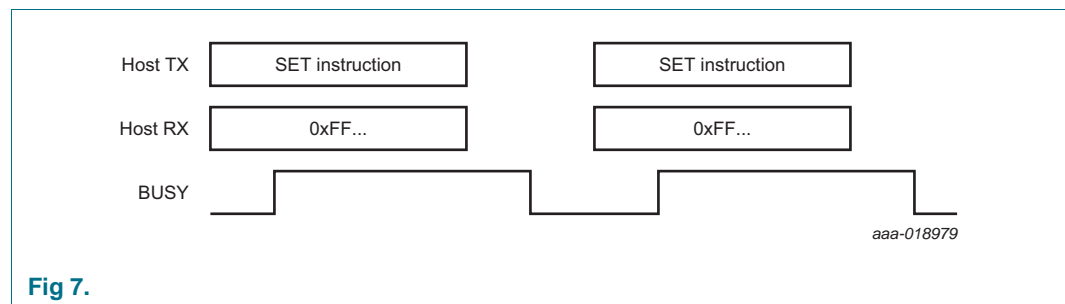 Host TX SET instruction SET instruction
Host RX 0xFF... 0xFF...
BUSY
aaa-018979
Fig 7.